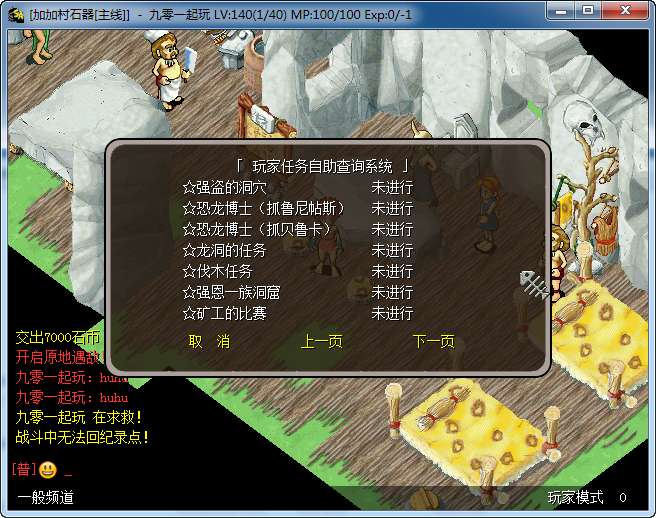 [加加村石器[主线]] - 九零一起玩 LV:140(1/40) MP:100/100 Exp:0/-1
「 玩家任务自助查询系统 」
☆强盗的洞穴 未进行
☆恐龙博士（抓鲁尼帖斯） 未进行
☆恐龙博士（抓贝鲁卡） 未进行
☆龙洞的任务 未进行
☆伐木任务 未进行
☆强恩一族洞窟 未进行
☆矿工的比赛 未进行
取 消 上一页 下一页
交出7000石币
开启原地遇敌
九零一起玩: huhu
九零一起玩: huhu
九零一起玩 在求救!
战斗中无法回纪录点!
[普]😃 _
一般频道 玩家模式 0